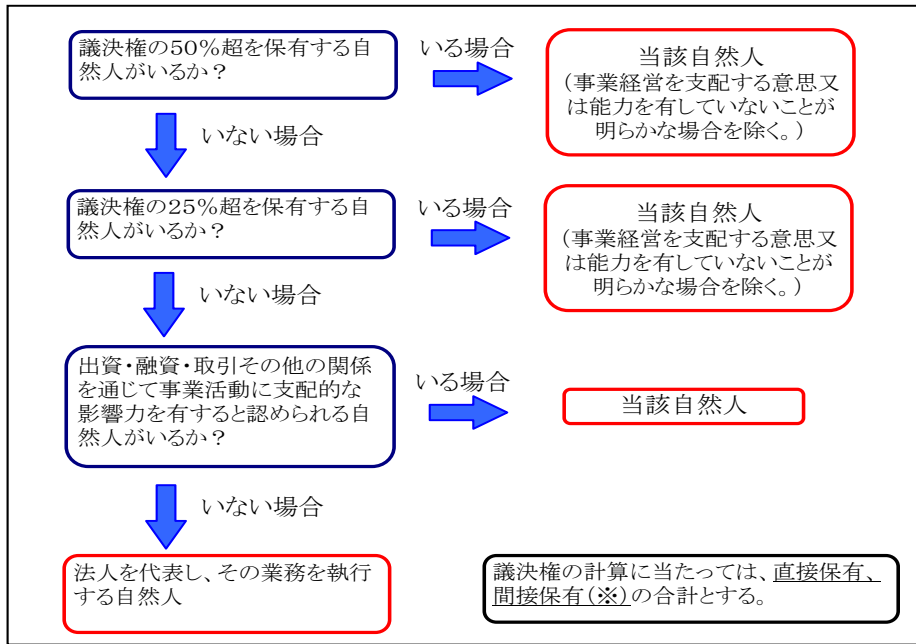 議決権の50%超を保有する自
然人がいるか？
いる場合
当該自然人
（事業経営を支配する意思又
は能力を有していないことが
明らかな場合を除く。）
いない場合
議決権の25%超を保有する自
然人がいるか？
いる場合
当該自然人
（事業経営を支配する意思又
は能力を有していないことが
明らかな場合を除く。）
いない場合
出資・融資・取引その他の関係
を通じて事業活動に支配的な
影響力を有すると認められる自
然人がいるか？
いる場合
当該自然人
いない場合
法人を代表し、その業務を執行
する自然人
議決権の計算に当たっては、直接保有、
間接保有（※）の合計とする。